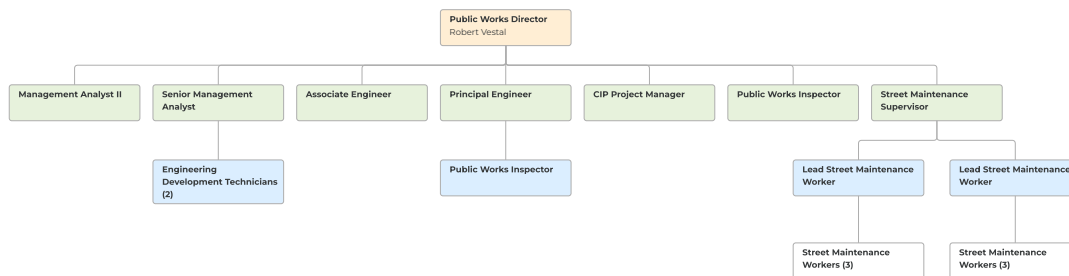 Public Works Director
Robert Vestal
Management Analyst II
Senior Management
Analyst
Associate Engineer
Principal Engineer
CIP Project Manager
Public Works Inspector
Street Maintenance
Supervisor
Engineering
Development Technicians
(2)
Public Works Inspector
Lead Street Maintenance
Worker
Lead Street Maintenance
Worker
Street Maintenance
Workers (3)
Street Maintenance
Workers (3)